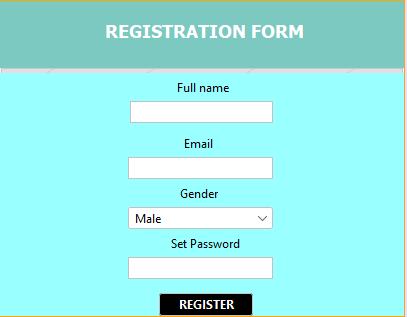 REGISTRATION FORM
Full name
Email
Gender
Male
Set Password
REGISTER